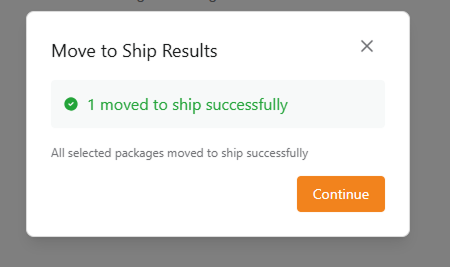 Move to Ship Results
1 moved to ship successfully
All selected packages moved to ship successfully
Continue